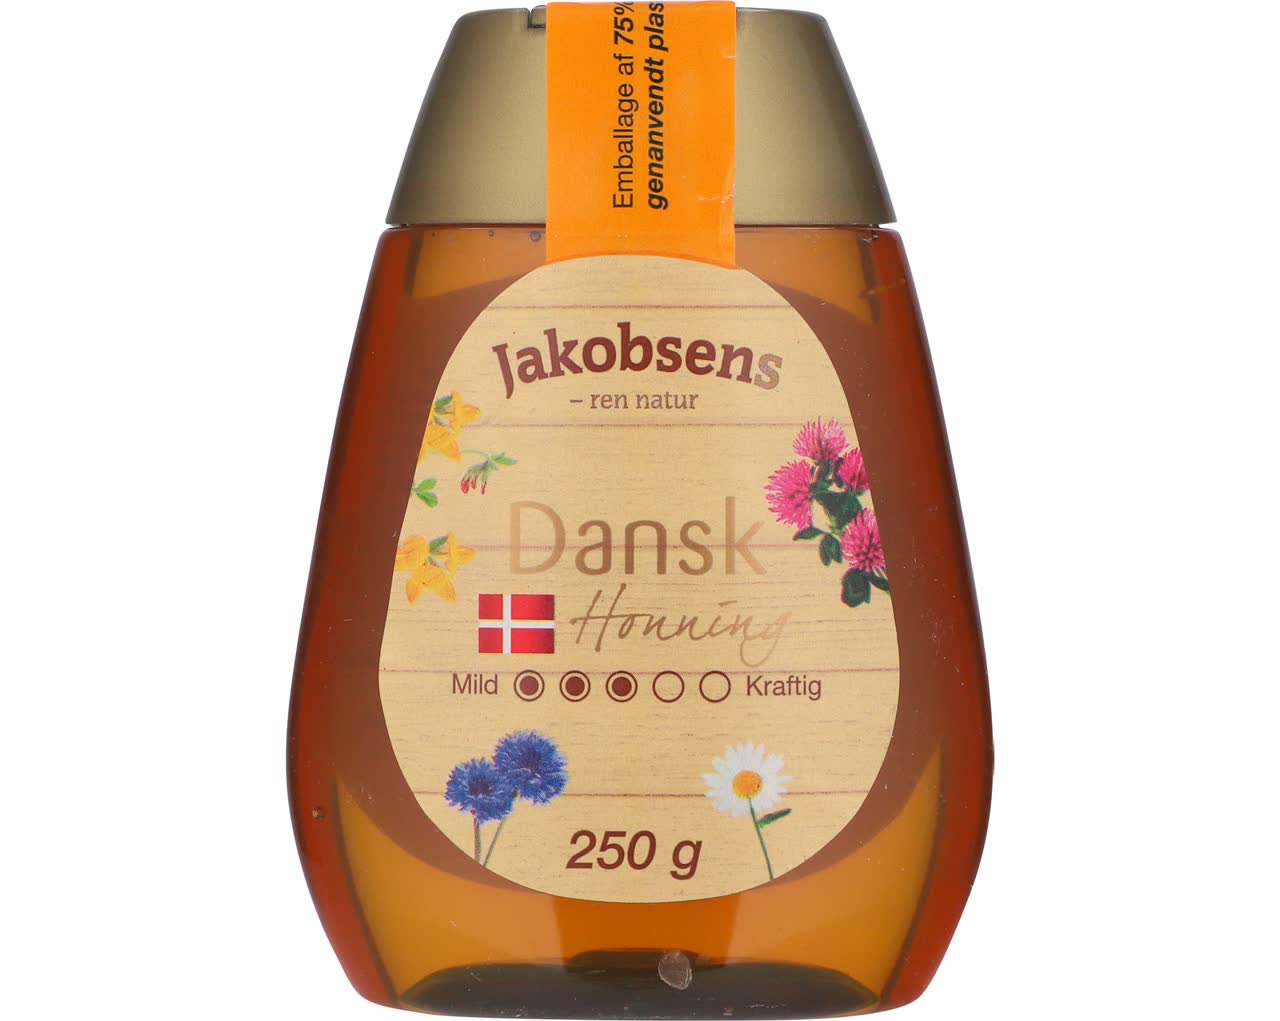 Emballage af 75%
genanvendt plas
Jakobsens
– ren natur
Dansk
Honning
Mild Kraftig
250 g